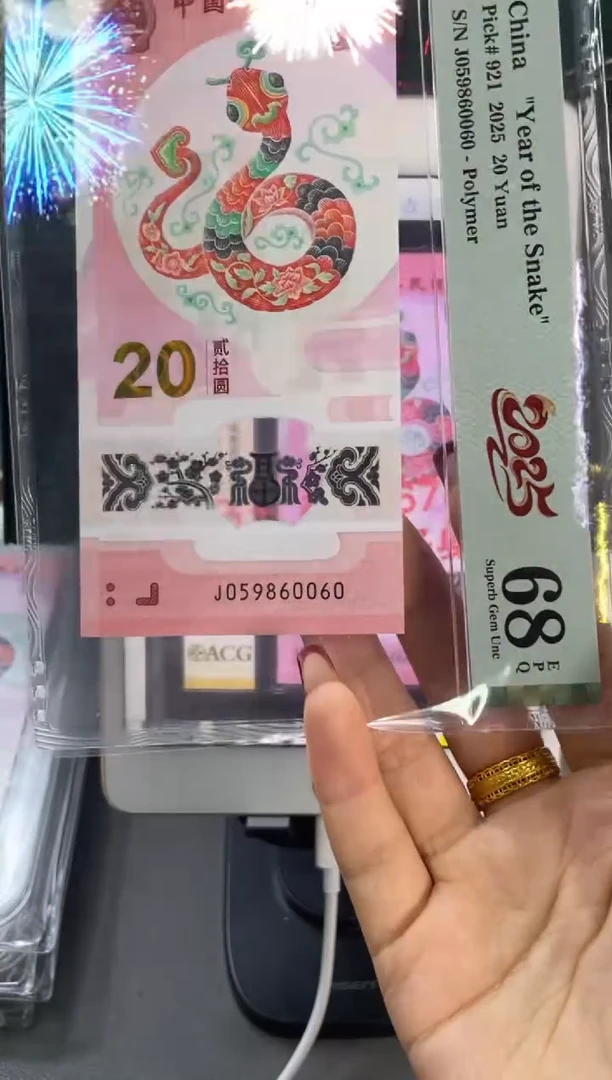 中国
20
贰拾圆
J059860060
China "Year of the Snake"
Pick# 921 2025 20 Yuan
S/N J059860060 - Polymer
2025
68
EPQ
Superb Gem Unc
ACG